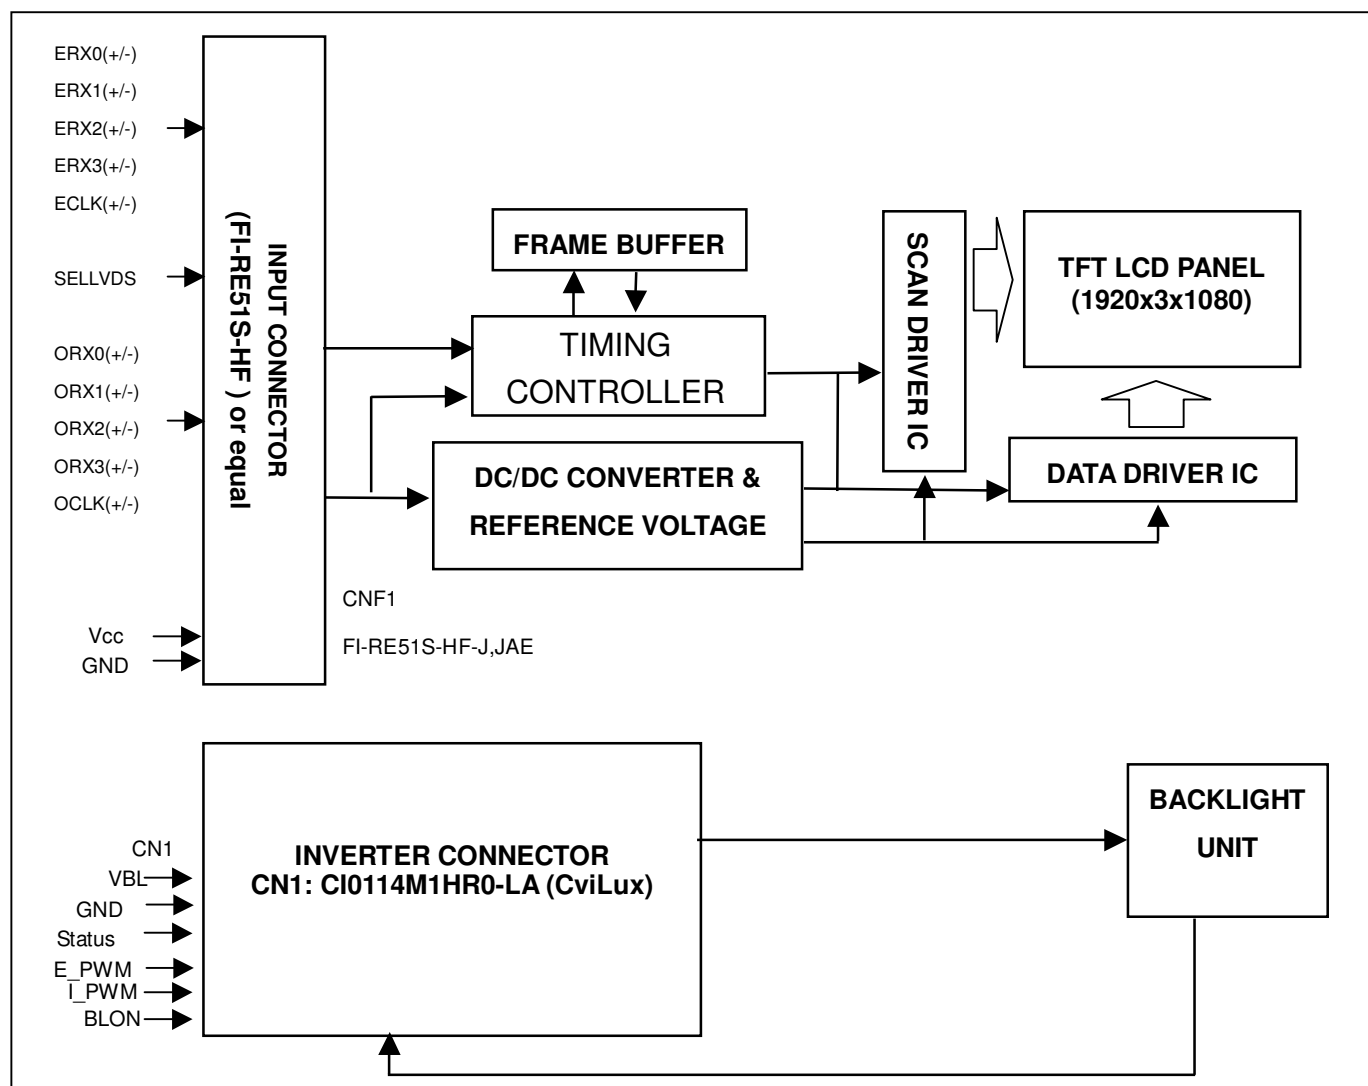 ERX0(+/-)
ERX1(+/-)
ERX2(+/-)
ERX3(+/-)
ECLK(+/-)
SELLVDS
ORX0(+/-)
ORX1(+/-)
ORX2(+/-)
ORX3(+/-)
OCLK(+/-)
Vcc
GND
INPUT CONNECTOR
(FI-RE51S-HF ) or equal
FRAME BUFFER
TIMING
CONTROLLER
DC/DC CONVERTER &
REFERENCE VOLTAGE
CNF1
FI-RE51S-HF-J,JAE
SCAN DRIVER IC
TFT LCD PANEL
(1920x3x1080)
DATA DRIVER IC
CN1
VBL
GND
Status
E_PWM
I_PWM
BLON
INVERTER CONNECTOR
CN1: CI0114M1HR0-LA (CviLux)
BACKLIGHT
UNIT